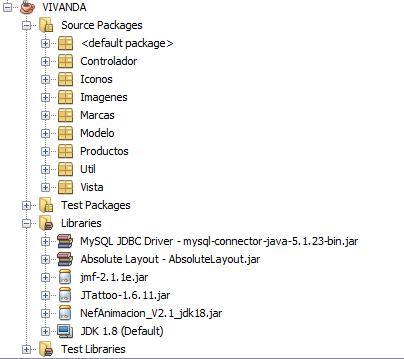 VIVANDA
Source Packages
<default package>
Controlador
Iconos
Imagenes
Marcas
Modelo
Productos
Util
Vista
Test Packages
Libraries
MySQL JDBC Driver - mysql-connector-java-5.1.23-bin.jar
Absolute Layout - AbsoluteLayout.jar
jmf-2.1.1e.jar
JTattoo-1.6.11.jar
NefAnimacion_V2.1_jdk18.jar
JDK 1.8 (Default)
Test Libraries